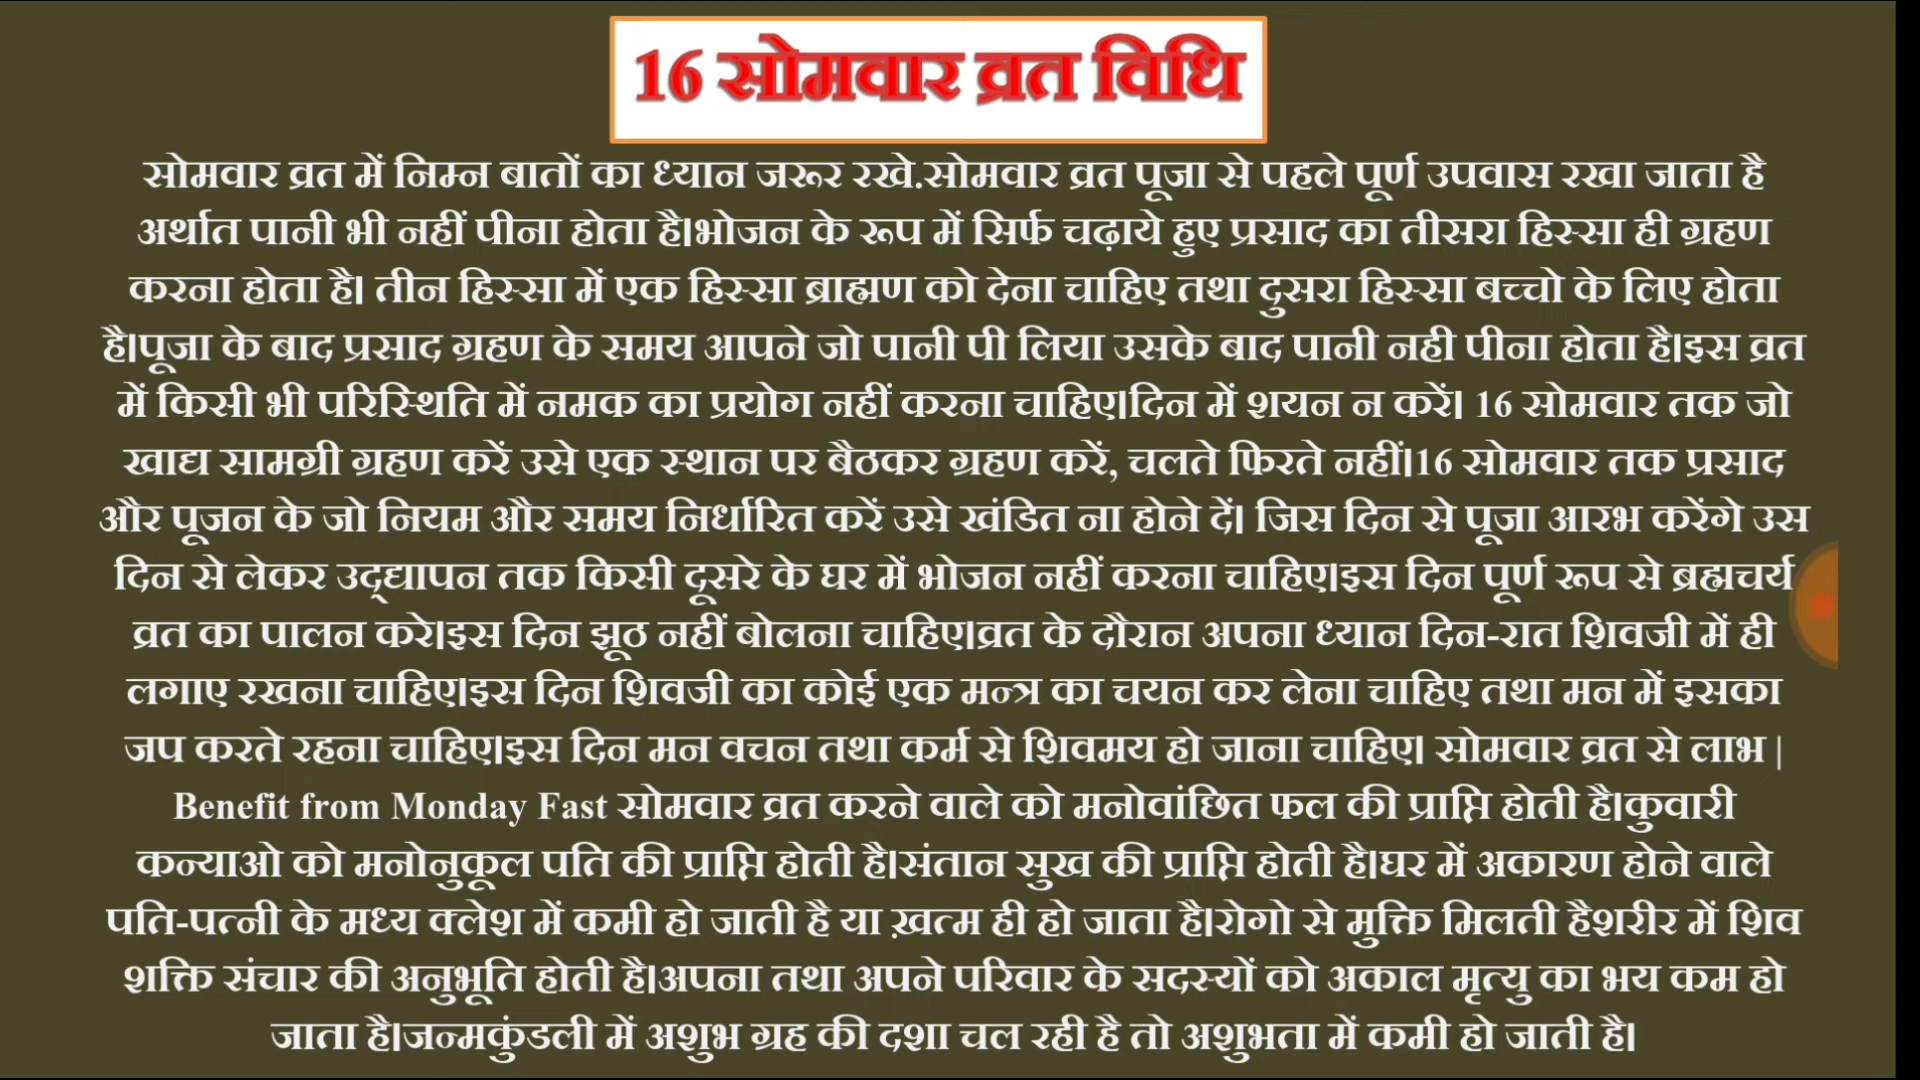 16 सोमवार व्रत विधि
सोमवार व्रत में निम्न बातों का ध्यान जरूर रखे.सोमवार व्रत पूजा से पहले पूर्ण उपवास रखा जाता है
अर्थात पानी भी नहीं पीना होता है।भोजन के रूप में सिर्फ चढ़ाये हुए प्रसाद का तीसरा हिस्सा ही ग्रहण
करना होता है। तीन हिस्सा में एक हिस्सा ब्राह्मण को देना चाहिए तथा दुसरा हिस्सा बच्चो के लिए होता
है।पूजा के बाद प्रसाद ग्रहण के समय आपने जो पानी पी लिया उसके बाद पानी नही पीना होता है।इस व्रत
में किसी भी परिस्थिति में नमक का प्रयोग नहीं करना चाहिए।दिन में शयन न करें। 16 सोमवार तक जो
खाद्य सामग्री ग्रहण करें उसे एक स्थान पर बैठकर ग्रहण करें, चलते फिरते नहीं।16 सोमवार तक प्रसाद
और पूजन के जो नियम और समय निर्धारित करें उसे खंडित ना होने दें। जिस दिन से पूजा आरभ करेंगे उस
दिन से लेकर उद्द्यापन तक किसी दूसरे के घर में भोजन नहीं करना चाहिए।इस दिन पूर्ण रूप से ब्रह्मचर्य
व्रत का पालन करे।इस दिन झूठ नहीं बोलना चाहिए।व्रत के दौरान अपना ध्यान दिन-रात शिवजी में ही
लगाए रखना चाहिए।इस दिन शिवजी का कोई एक मन्त्र का चयन कर लेना चाहिए तथा मन में इसका
जप करते रहना चाहिए।इस दिन मन वचन तथा कर्म से शिवमय हो जाना चाहिए। सोमवार व्रत से लाभ |
Benefit from Monday Fast सोमवार व्रत करने वाले को मनोवांछित फल की प्राप्ति होती है।कुवारी
कन्याओ को मनोनुकूल पति की प्राप्ति होती है।संतान सुख की प्राप्ति होती है।घर में अकारण होने वाले
पति-पत्नी के मध्य क्लेश में कमी हो जाती है या ख़त्म ही हो जाता है।रोगो से मुक्ति मिलती हैशरीर में शिव
शक्ति संचार की अनुभूति होती है।अपना तथा अपने परिवार के सदस्यों को अकाल मृत्यु का भय कम हो
जाता है।जन्मकुंडली में अशुभ ग्रह की दशा चल रही है तो अशुभता में कमी हो जाती है।